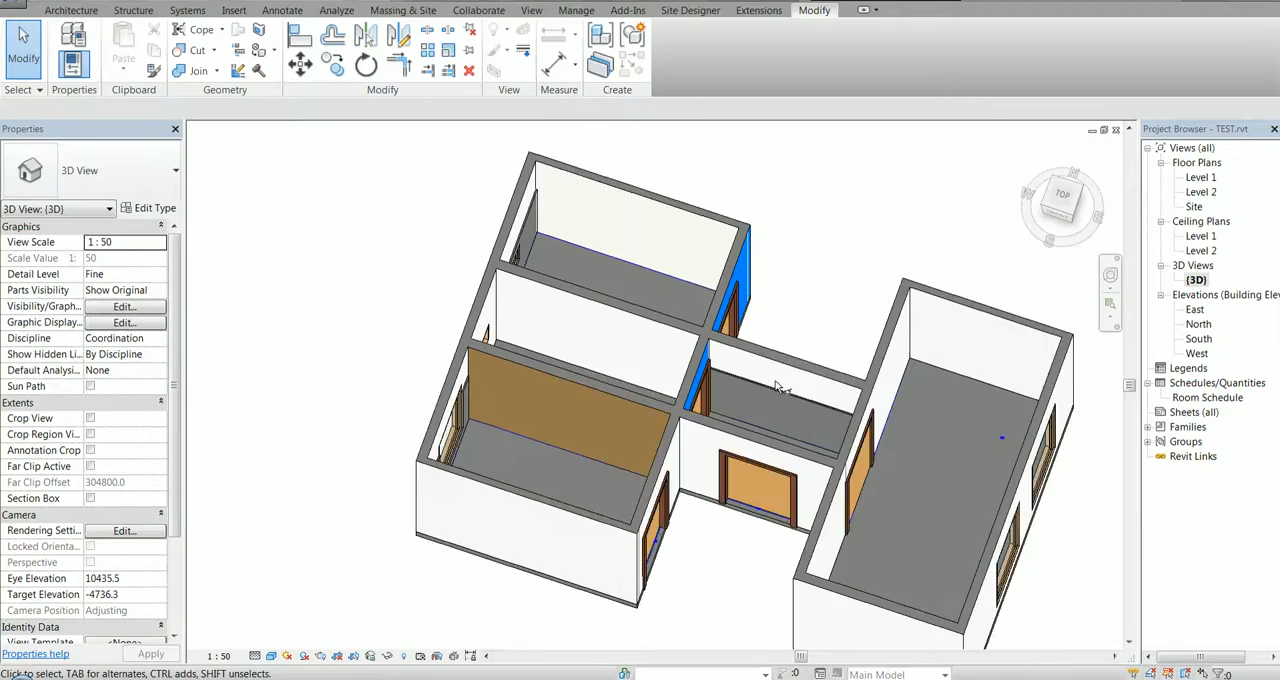 Architecture Structure Systems Insert Annotate Analyze Massing & Site Collaborate View Manage Add-Ins Site Designer Extensions Modify
Modify
Paste
Cope
Cut
Join
Select Properties Clipboard Geometry Modify View Measure Create
Properties
3D View
3D View: {3D} Edit Type
Graphics
View Scale 1 : 50
Scale Value 1: 50
Detail Level Fine
Parts Visibility Show Original
Visibility/Graph... Edit...
Graphic Display... Edit...
Discipline Coordination
Show Hidden Li... By Discipline
Default Analysi... None
Sun Path
Extents
Crop View
Crop Region Vi...
Annotation Crop
Far Clip Active
Far Clip Offset 304800.0
Section Box
Camera
Rendering Setti... Edit...
Locked Orienta...
Perspective
Eye Elevation 10435.5
Target Elevation -4736.3
Camera Position Adjusting
Identity Data
View Template <None>
Properties help Apply
N
W
TOP
E
S
Project Browser - TEST.rvt
Views (all)
Floor Plans
Level 1
Level 2
Site
Ceiling Plans
Level 1
Level 2
3D Views
{3D}
Elevations (Building Elev
East
North
South
West
Legends
Schedules/Quantities
Room Schedule
Sheets (all)
Families
Groups
Revit Links
1 : 50
Click to select, TAB for alternates, CTRL adds, SHIFT unselects. :0 Main Model :0